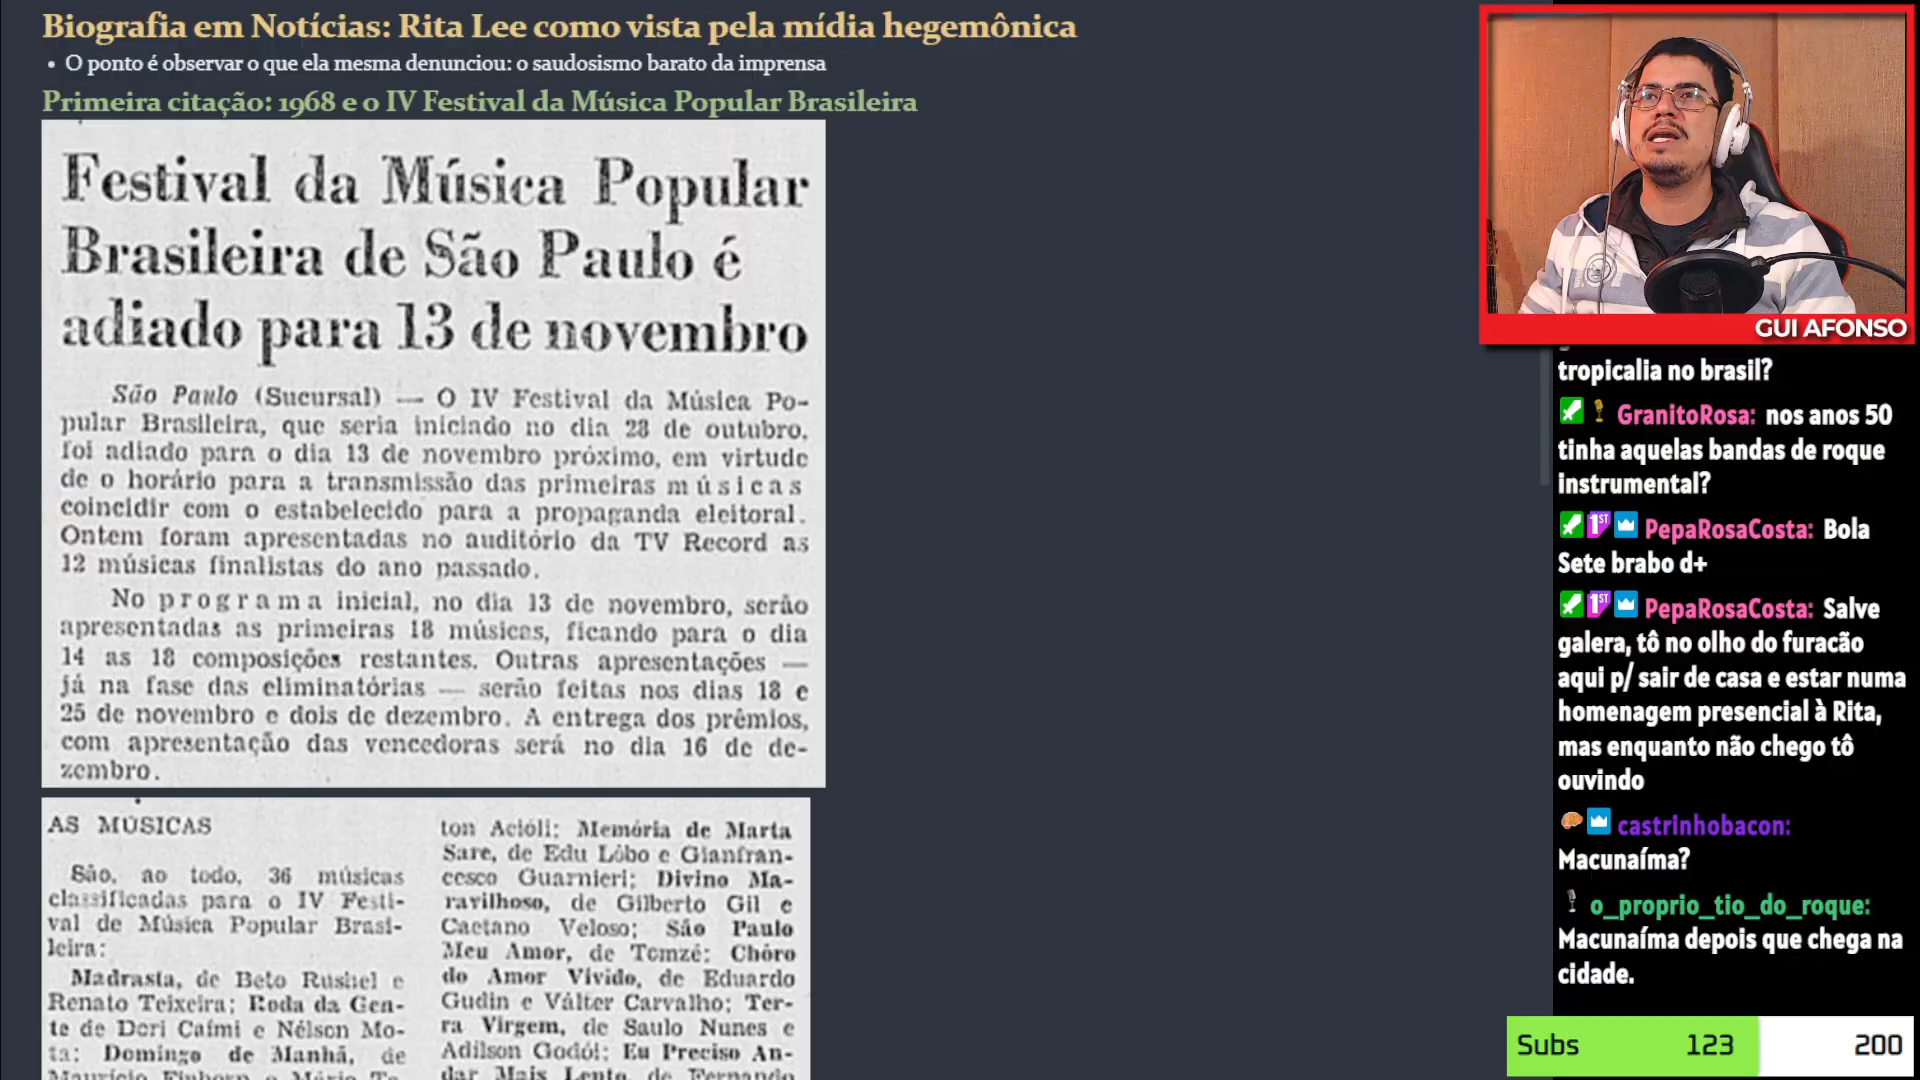 Biografia em Notícias: Rita Lee como vista pela mídia hegemônica
• O ponto é observar o que ela mesma denunciou: o saudosismo barato da imprensa
Primeira citação: 1968 e o IV Festival da Música Popular Brasileira
Festival da Música Popular
Brasileira de São Paulo é
adiado para 13 de novembro
São Paulo (Sucursal) — O IV Festival da Música Po-
pular Brasileira, que seria iniciado no dia 28 de outubro,
foi adiado para o dia 13 de novembro próximo, em virtude
de o horário para a transmissão das primeiras músicas
coincidir com o estabelecido para a propaganda eleitoral.
Ontem foram apresentadas no auditório da TV Record as
12 músicas finalistas do ano passado.
No programa inicial, no dia 13 de novembro, serão
apresentadas as primeiras 18 músicas, ficando para o dia
14 as 18 composições restantes. Outras apresentações —
já na fase das eliminatórias — serão feitas nos dias 18 e
25 de novembro e dois de dezembro. A entrega dos prêmios,
com apresentação das vencedoras será no dia 16 de de-
zembro.
AS MÚSICAS
São, ao todo, 36 músicas
classificadas para o IV Festi-
val de Música Popular Brasi-
leira:
Madrasta, de Beto Rushel e
Renato Teixeira; Roda da Gen-
te de Dori Caími e Nélson Mo-
ta; Domingo de Manhã, de
ton Acióli; Memória de Marta
Sare, de Edu Lôbo e Gianfran-
cesco Guarnieri; Divino Ma-
ravilhoso, de Gilberto Gil e
Caetano Veloso; São Paulo
Meu Amor, de Tomzé; Chôro
do Amor Vivido, de Eduardo
Gudin e Válter Carvalho; Ter-
ra Virgem, de Saulo Nunes e
Adilson Godói; Eu Preciso An-
dar Mais Lento, de Fernando
GUI AFONSO
tropicalia no brasil?
GranitoRosa: nos anos 50
tinha aquelas bandas de roque
instrumental?
1ST PepaRosaCosta: Bola
Sete brabo d+
1ST PepaRosaCosta: Salve
galera, tô no olho do furacão
aqui p/ sair de casa e estar numa
homenagem presencial à Rita,
mas enquanto não chego tô
ouvindo
castrinhobacon:
Macunaíma?
o_proprio_tio_do_roque:
Macunaíma depois que chega na
cidade.
Subs 123 200